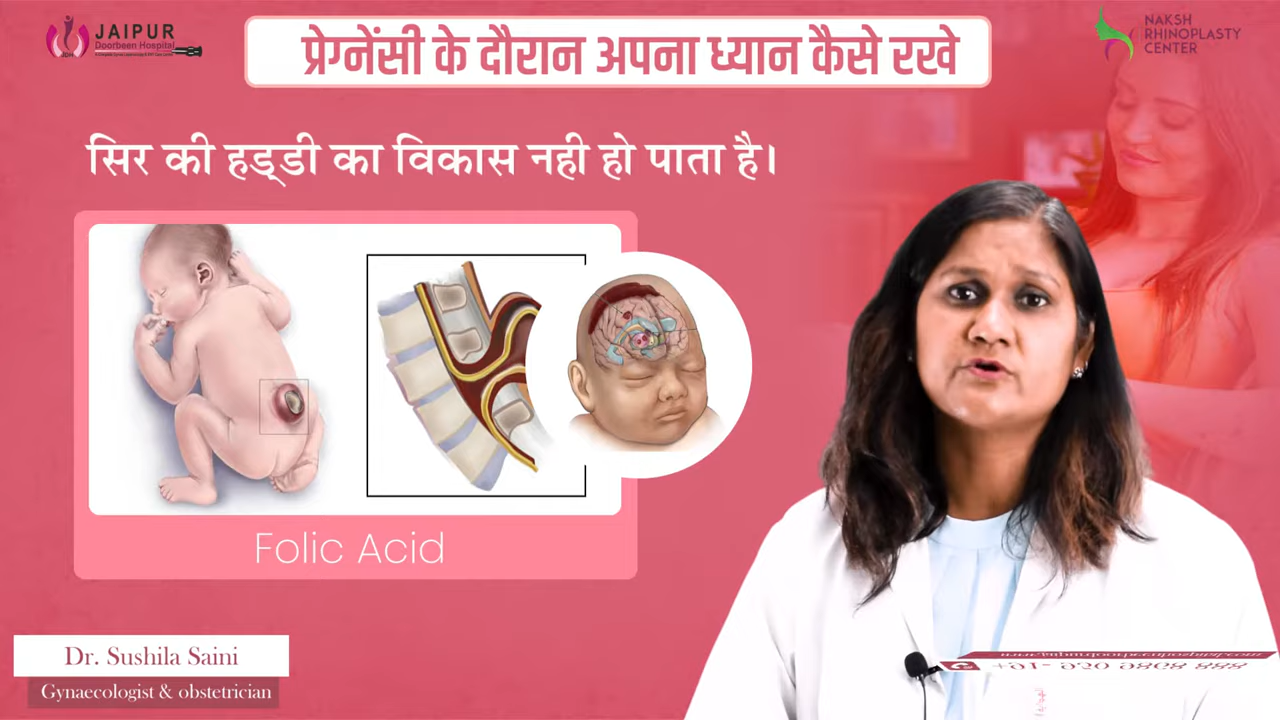 JAIPUR
Doorbeen Hospital
प्रेग्नेंसी के दौरान अपना ध्यान कैसे रखे
NAKSH
RHINOPLASTY
CENTER
सिर की हड्डी का विकास नही हो पाता है।
Folic Acid
Dr. Sushila Saini
Gynaecologist & obstetrician